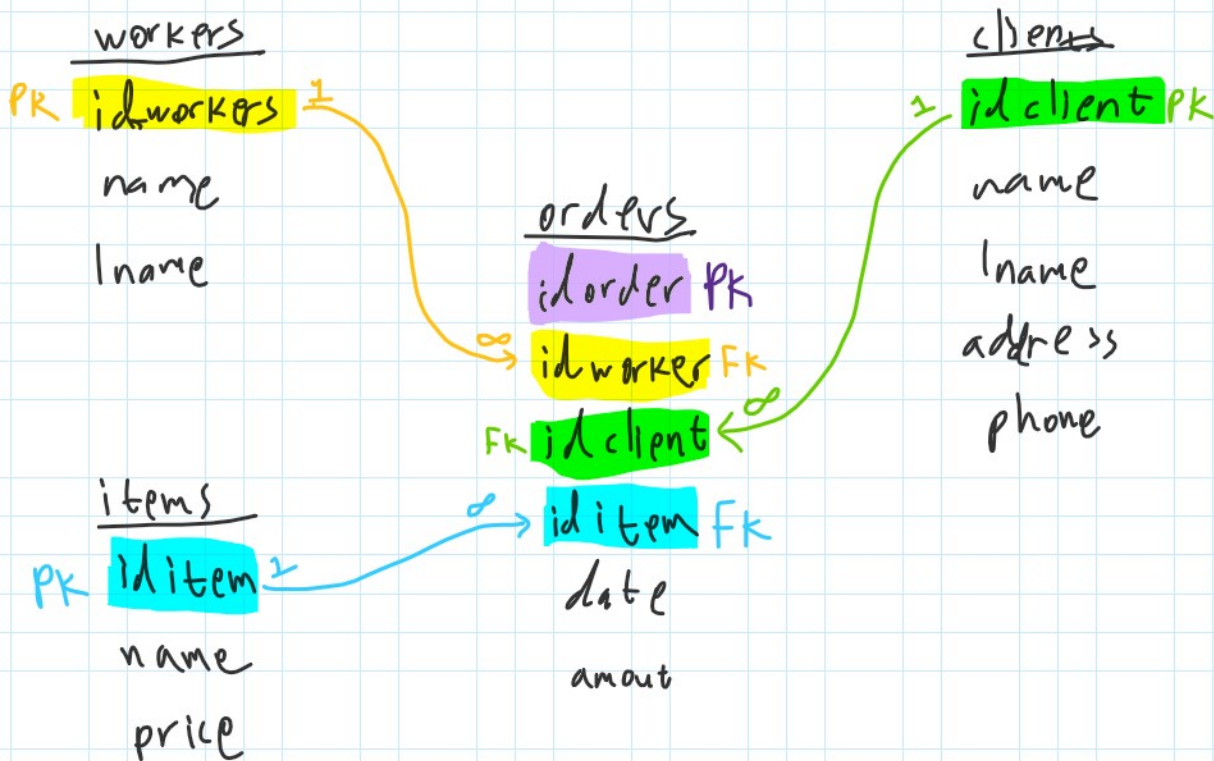 workers
PK idworkers 1
name
lname
clients
1 idclient PK
name
lname
address
phone
orders
idorder PK
∞ idworker FK
FK idclient ∞
∞ iditem FK
date
amout
items
PK iditem 1
name
price